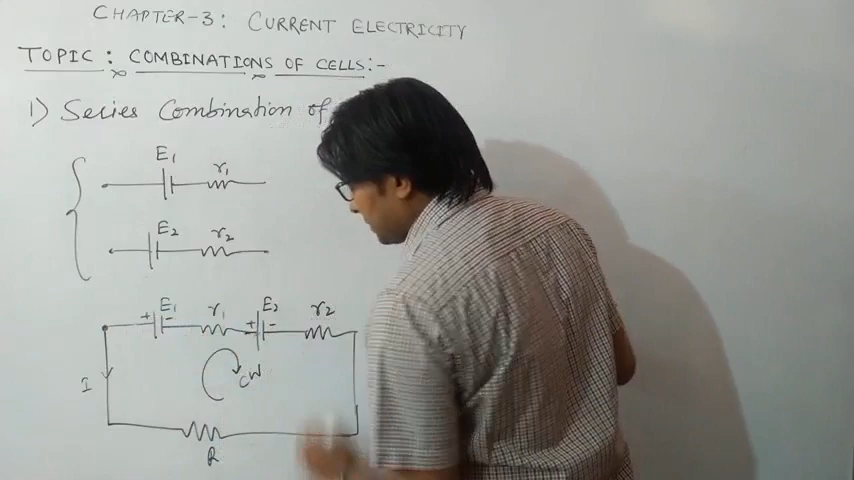 CHAPTER-3: CURRENT ELECTRICITY
TOPIC: COMBINATIONS OF CELLS:-
1) Series Combination of
E1 r1
E2 r2
+ E1 - r1 + E2 - r2
I CW
R